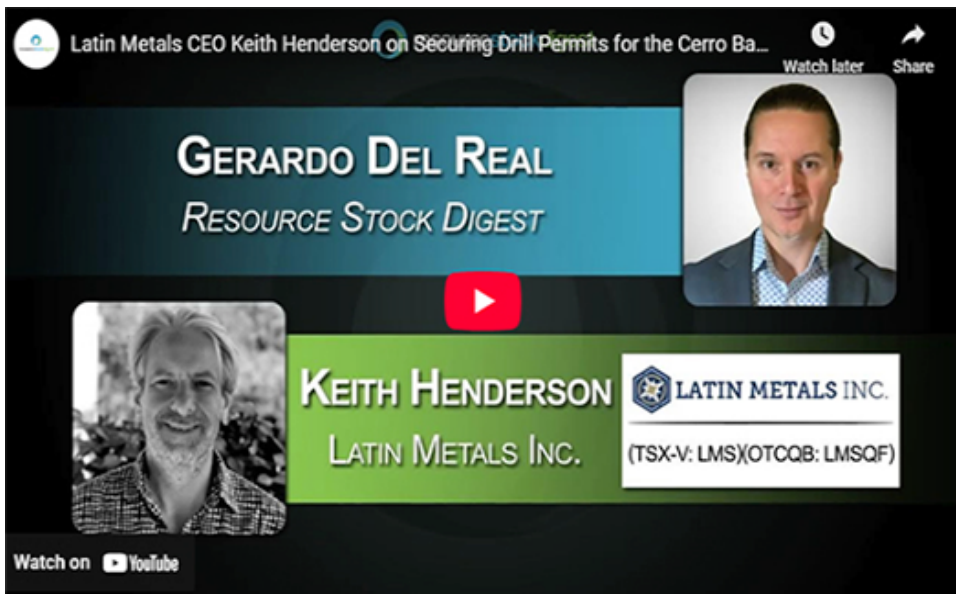 Latin Metals CEO Keith Henderson on Securing Drill Permits for the Cerro Ba...
Watch later
Share
GERARDO DEL REAL
RESOURCE STOCK DIGEST
KEITH HENDERSON
LATIN METALS INC.
LATIN METALS INC.
(TSX-V: LMS)(OTCQB: LMSQF)
Watch on YouTube